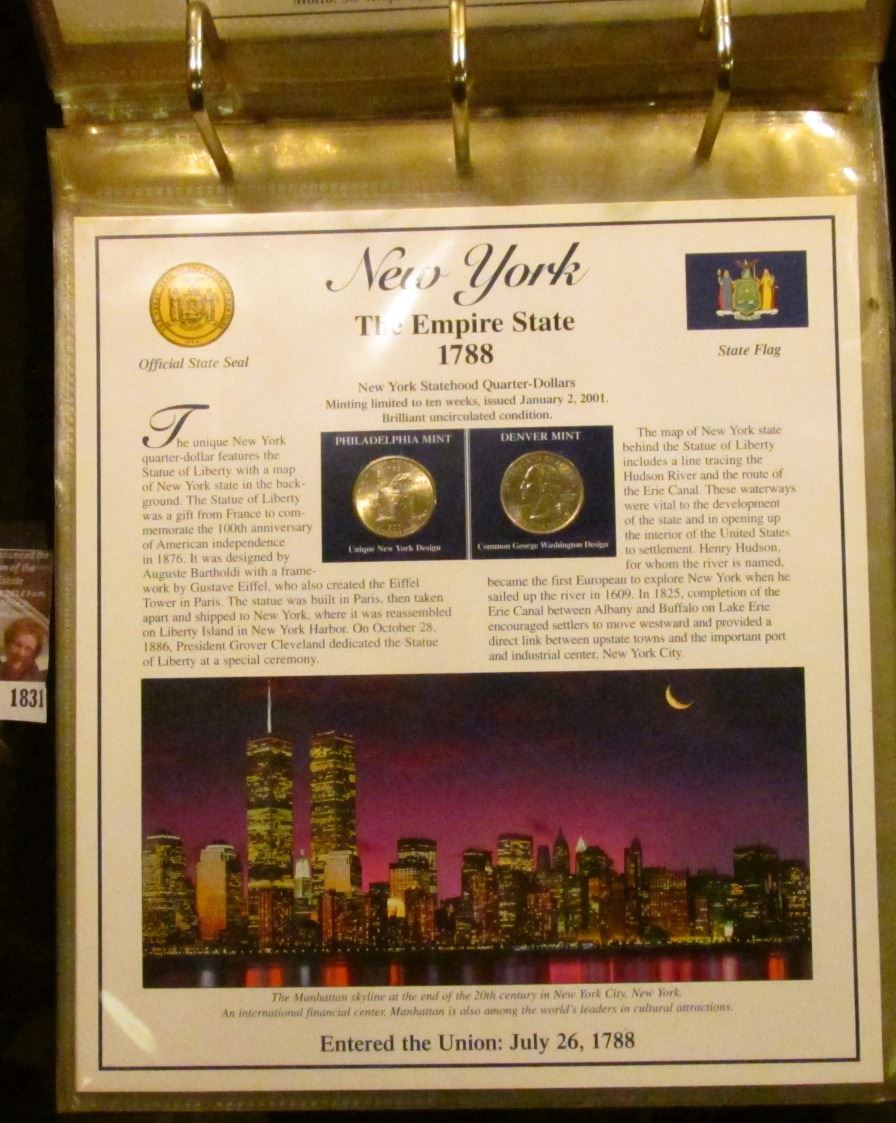 New York
The Empire State
1788
Official State Seal
State Flag
New York Statehood Quarter-Dollars
Minting limited to ten weeks, issued January 2, 2001.
Brilliant uncirculated condition.
The unique New York
quarter-dollar features the
Statue of Liberty with a map
of New York state in the back-
ground. The Statue of Liberty
was a gift from France to com-
memorate the 100th anniversary
of American independence
in 1876. It was designed by
Auguste Bartholdi with a frame-
work by Gustave Eiffel, who also created the Eiffel
Tower in Paris. The statue was built in Paris, then taken
apart and shipped to New York, where it was reassembled
on Liberty Island in New York Harbor. On October 28,
1886, President Grover Cleveland dedicated the Statue
of Liberty at a special ceremony.
PHILADELPHIA MINT
Unique New York Design
DENVER MINT
Common George Washington Design
The map of New York state
behind the Statue of Liberty
includes a line tracing the
Hudson River and the route of
the Erie Canal. These waterways
were vital to the development
of the state and in opening up
the interior of the United States
to settlement. Henry Hudson,
for whom the river is named,
became the first European to explore New York when he
sailed up the river in 1609. In 1825, completion of the
Erie Canal between Albany and Buffalo on Lake Erie
encouraged settlers to move westward and provided a
direct link between upstate towns and the important port
and industrial center, New York City.
The Manhattan skyline at the end of the 20th century in New York City, New York.
An international financial center, Manhattan is also among the world's leaders in cultural attractions.
Entered the Union: July 26, 1788
1831